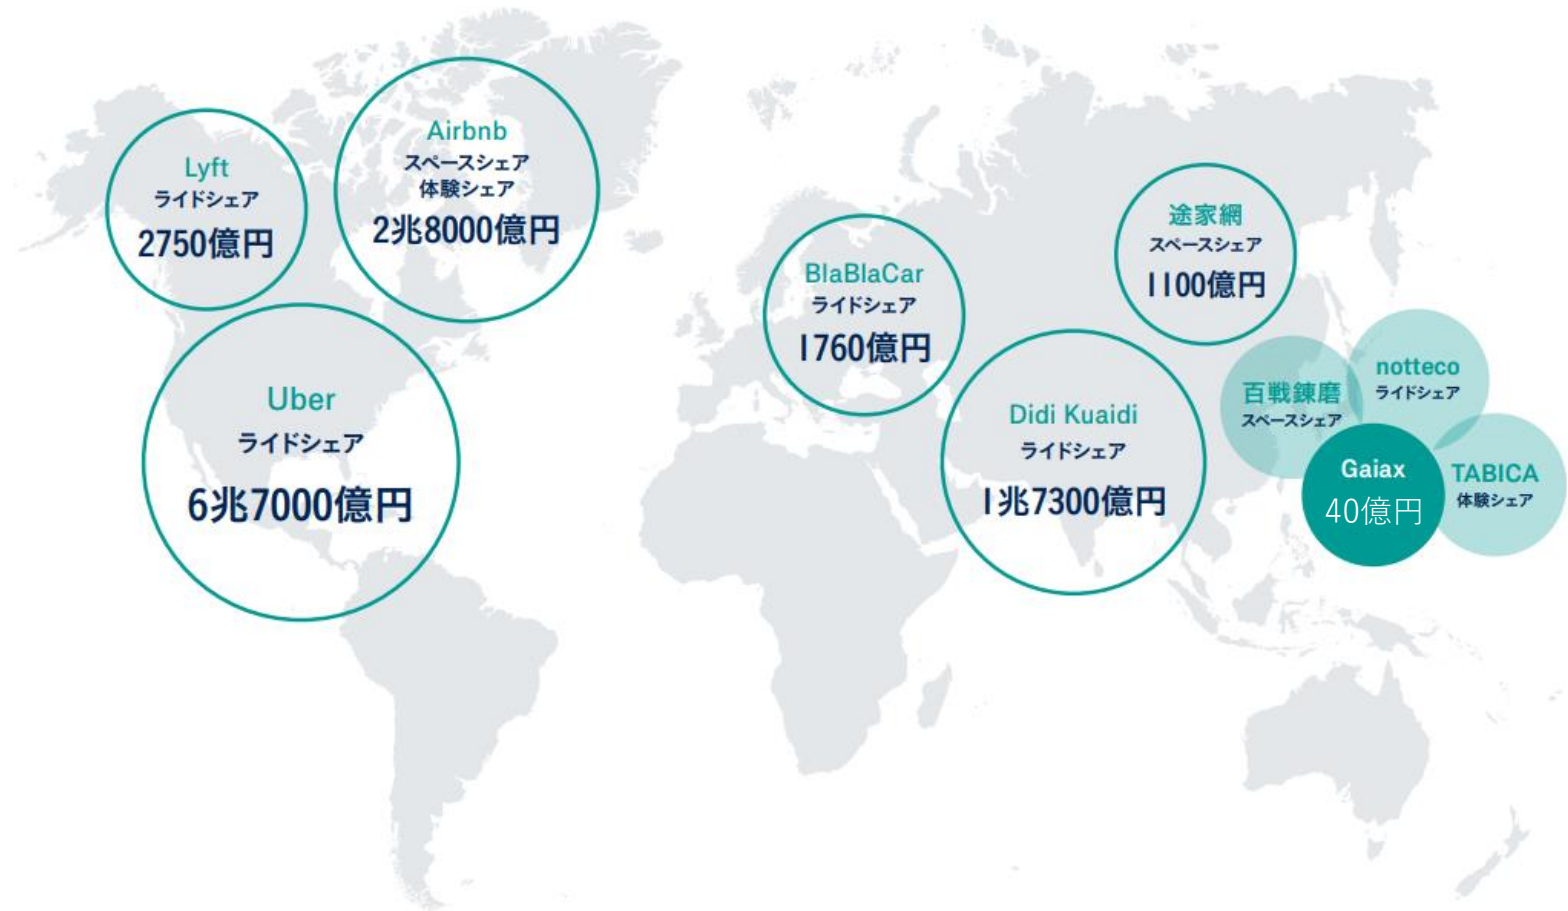 Lyft
ライドシェア
2750億円
Airbnb
スペースシェア
体験シェア
2兆8000億円
Uber
ライドシェア
6兆7000億円
BlaBlaCar
ライドシェア
1760億円
途家網
スペースシェア
1100億円
Didi Kuaidi
ライドシェア
1兆7300億円
百戦錬磨
スペースシェア
notteco
ライドシェア
Gaiax
40億円
TABICA
体験シェア